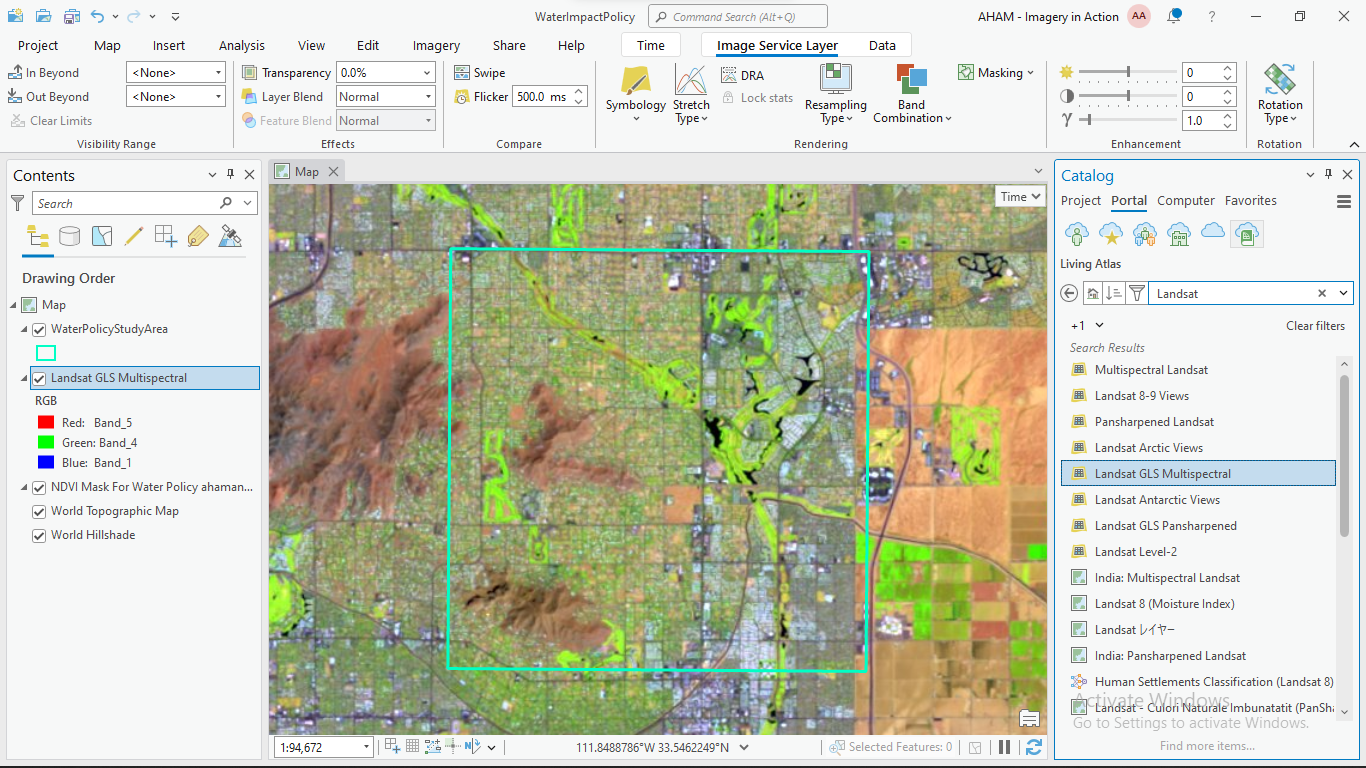 WaterImpactPolicy
Command Search (Alt+Q)
AHAM - Imagery in Action
AA
?
Project
Map
Insert
Analysis
View
Edit
Imagery
Share
Help
Time
Image Service Layer
Data
In Beyond
<None>
Out Beyond
<None>
Clear Limits
Visibility Range
Transparency
0.0%
Layer Blend
Normal
Feature Blend
Normal
Effects
Swipe
Flicker
500.0 ms
Compare
Symbology
Stretch
Type
DRA
Lock stats
Resampling
Type
Band
Combination
Masking
Rendering
0
0
γ
1.0
Enhancement
Rotation
Type
Rotation
Contents
Search
Drawing Order
Map
WaterPolicyStudyArea
Landsat GLS Multispectral
RGB
Red: Band_5
Green: Band_4
Blue: Band_1
NDVI Mask For Water Policy ahaman...
World Topographic Map
World Hillshade
Map
Time
1:94,672
111.8488786°W 33.5462249°N
Selected Features: 0
Catalog
Project
Portal
Computer
Favorites
Living Atlas
Landsat
+1
Clear filters
Search Results
Multispectral Landsat
Landsat 8-9 Views
Pansharpened Landsat
Landsat Arctic Views
Landsat GLS Multispectral
Landsat Antarctic Views
Landsat GLS Pansharpened
Landsat Level-2
India: Multispectral Landsat
Landsat 8 (Moisture Index)
Landsat レイヤー
India: Pansharpened Landsat
Human Settlements Classification (Landsat 8)
Landsat - Culori Naturale Imbunatatit (PanSha
Activate Windows
Go to Settings to activate Windows.
Find more items...